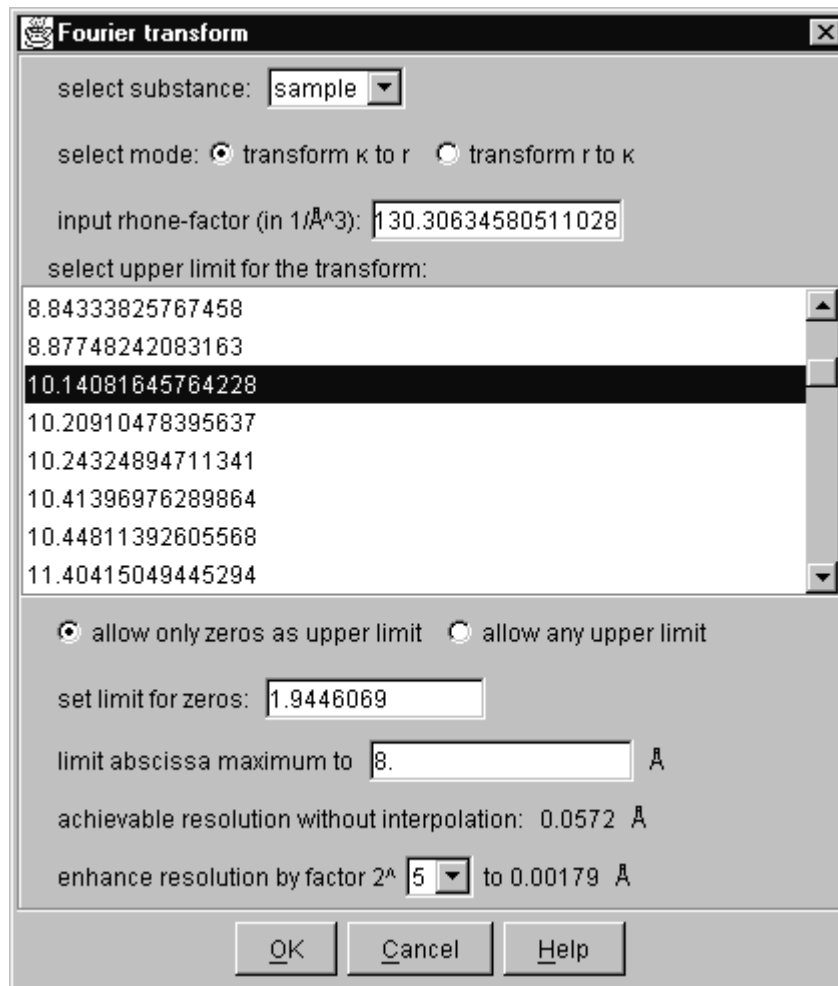 Fourier transform
select substance: sample
select mode: transform κ to r transform r to κ
input rhone-factor (in 1/Å^3): 130.30634580511028
select upper limit for the transform:
8.84333825767458
8.87748242083163
10.14081645764228
10.20910478395637
10.24324894711341
10.41396976289864
10.44811392605568
11.40415049445294
allow only zeros as upper limit allow any upper limit
set limit for zeros: 1.9446069
limit abscissa maximum to 8. Å
achievable resolution without interpolation: 0.0572 Å
enhance resolution by factor 2^ 5 to 0.00179 Å
OK Cancel Help